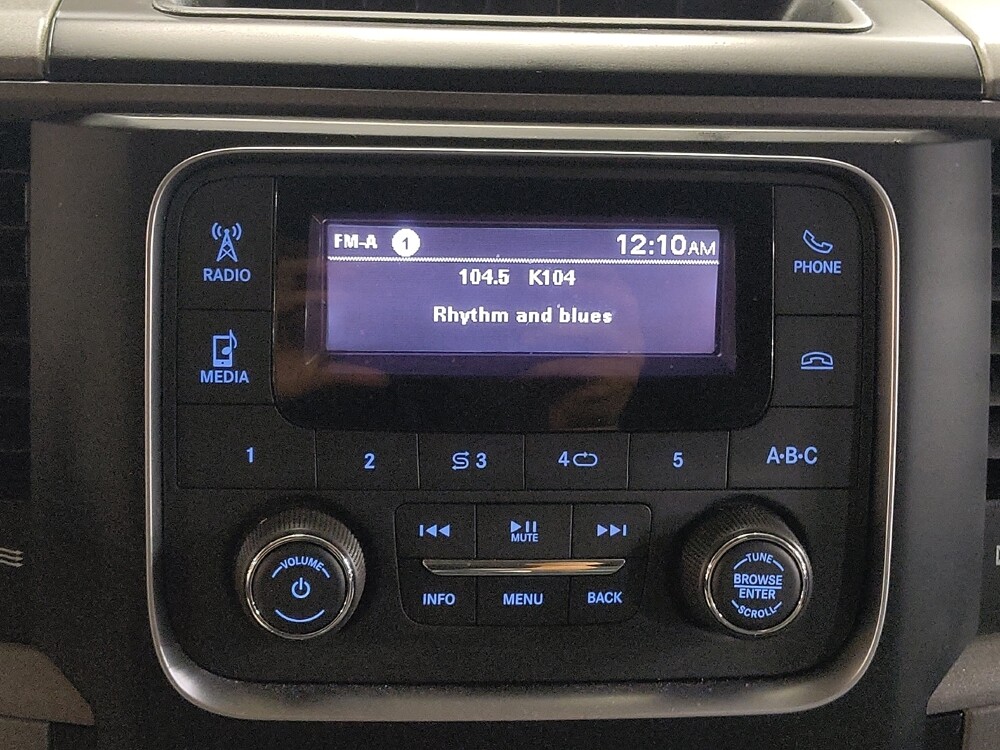 FM-A 1 12:10AM
104.5 K104
Rhythm and blues
RADIO
MEDIA
PHONE
1 2 3 4 5 A·B·C
MUTE
INFO MENU BACK
VOLUME
TUNE
BROWSE
ENTER
SCROLL